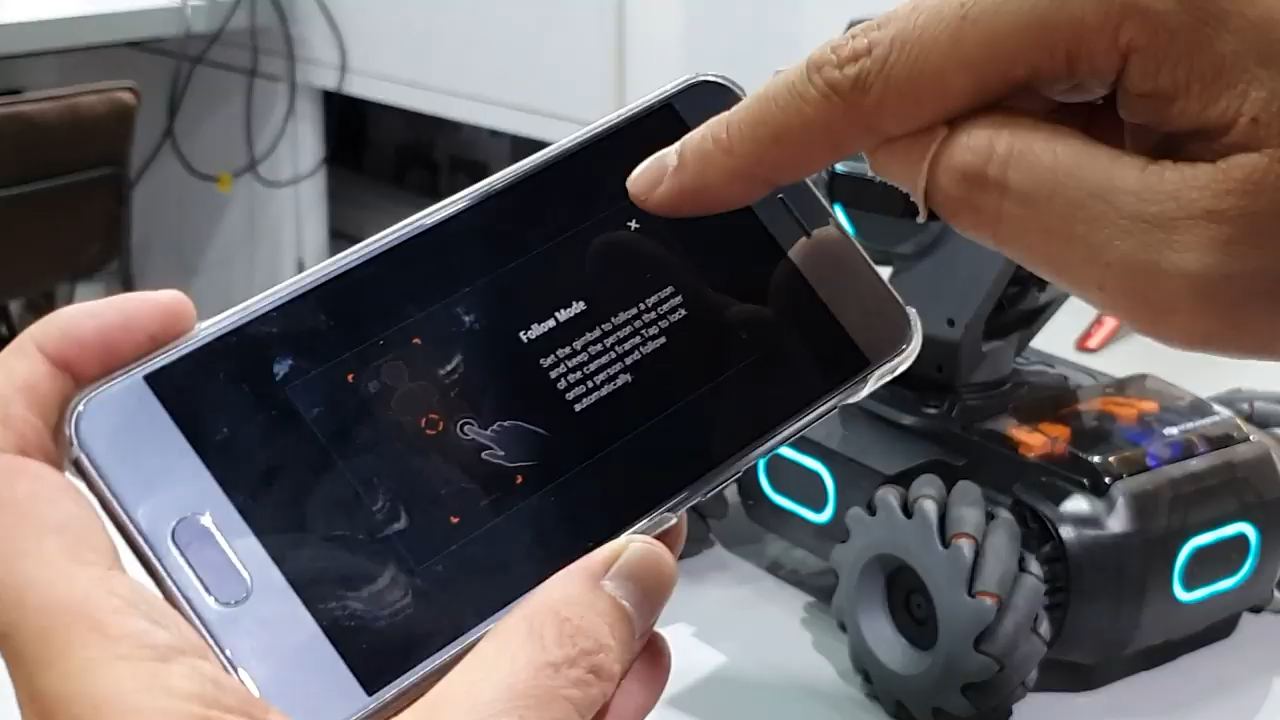 Follow Mode
Set the gimbal to follow a person
and keep the person in the center
of the camera frame.Tap to lock
onto a person and follow
automatically.